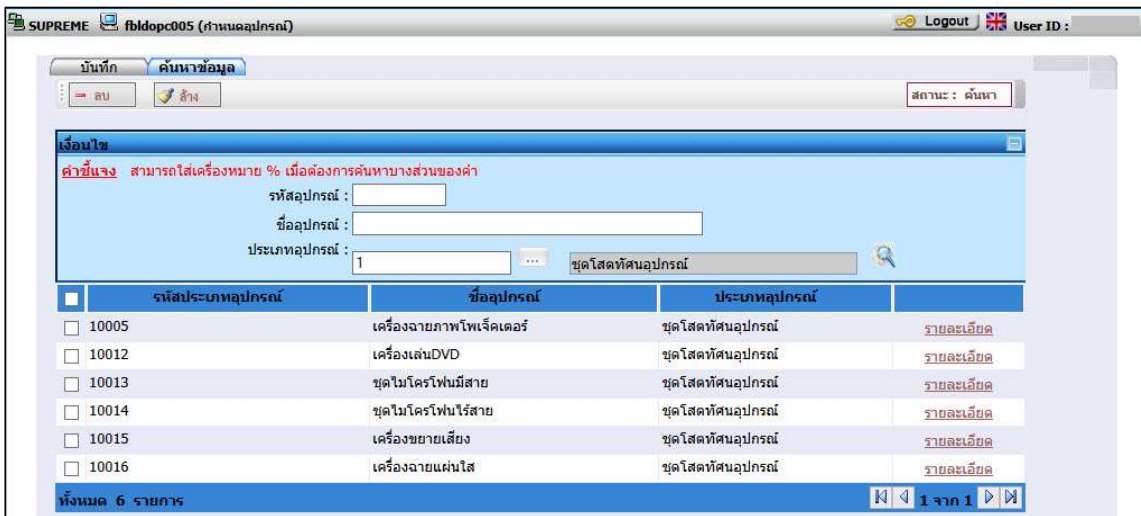 SUPREME fbldopc005 (กำหนดอุปกรณ์) Logout User ID :
บันทึก ค้นหาข้อมูล
ลบ ล้าง สถานะ : ค้นหา
เงื่อนไข
คำชี้แจง สามารถใส่เครื่องหมาย % เมื่อต้องการค้นหาบางส่วนของคำ
รหัสอุปกรณ์ :
ชื่ออุปกรณ์ :
ประเภทอุปกรณ์ : 1 ... ชุดโสตทัศนอุปกรณ์
รหัสประเภทอุปกรณ์ ชื่ออุปกรณ์ ประเภทอุปกรณ์
10005 เครื่องฉายภาพโพเจ็คเตอร์ ชุดโสตทัศนอุปกรณ์ รายละเอียด
10012 เครื่องเล่นDVD ชุดโสตทัศนอุปกรณ์ รายละเอียด
10013 ชุดไมโครโฟนมีสาย ชุดโสตทัศนอุปกรณ์ รายละเอียด
10014 ชุดไมโครโฟนไร้สาย ชุดโสตทัศนอุปกรณ์ รายละเอียด
10015 เครื่องขยายเสียง ชุดโสตทัศนอุปกรณ์ รายละเอียด
10016 เครื่องฉายแผ่นใส ชุดโสตทัศนอุปกรณ์ รายละเอียด
ทั้งหมด 6 รายการ 1 จาก 1